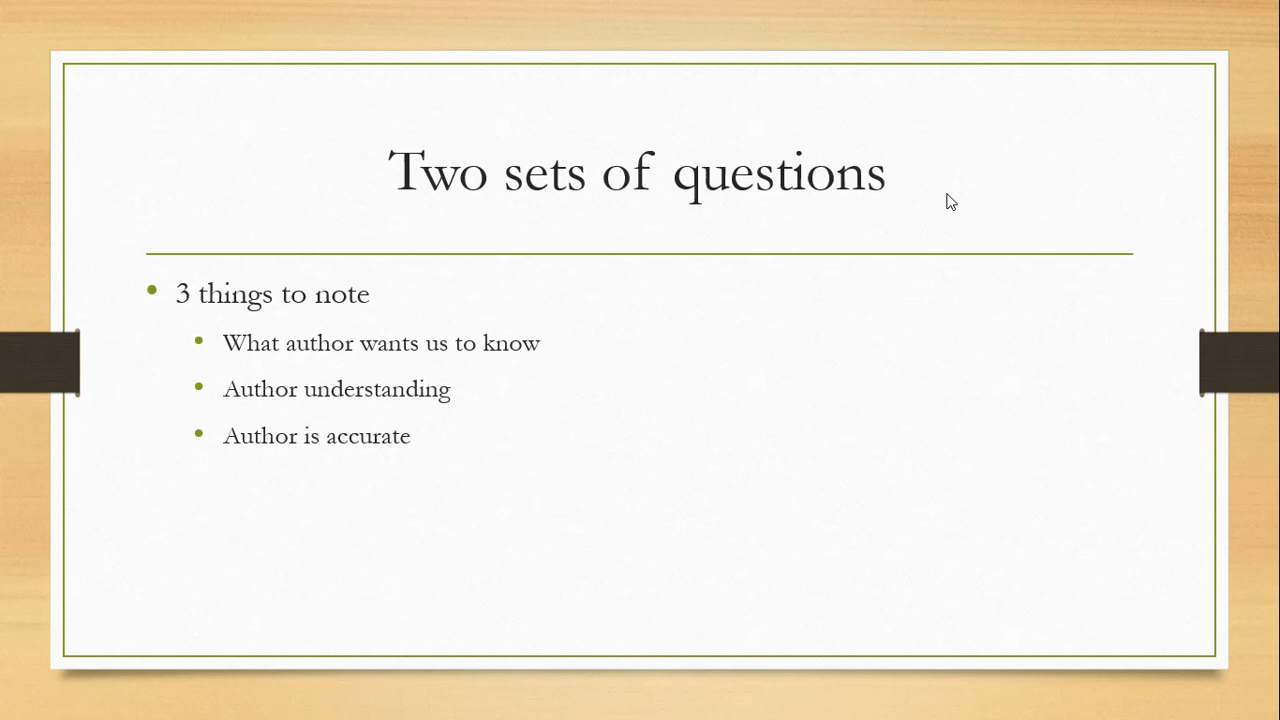 Two sets of questions
3 things to note
What author wants us to know
Author understanding
Author is accurate